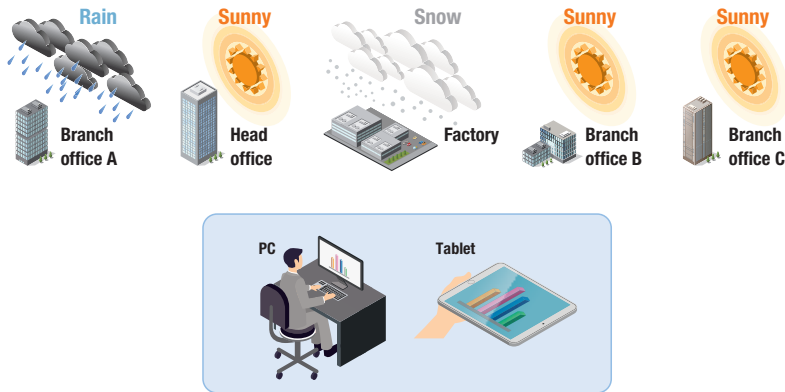 Rain
Sunny
Snow
Sunny
Sunny
Branch
office A
Head
office
Factory
Branch
office B
Branch
office C
PC
Tablet